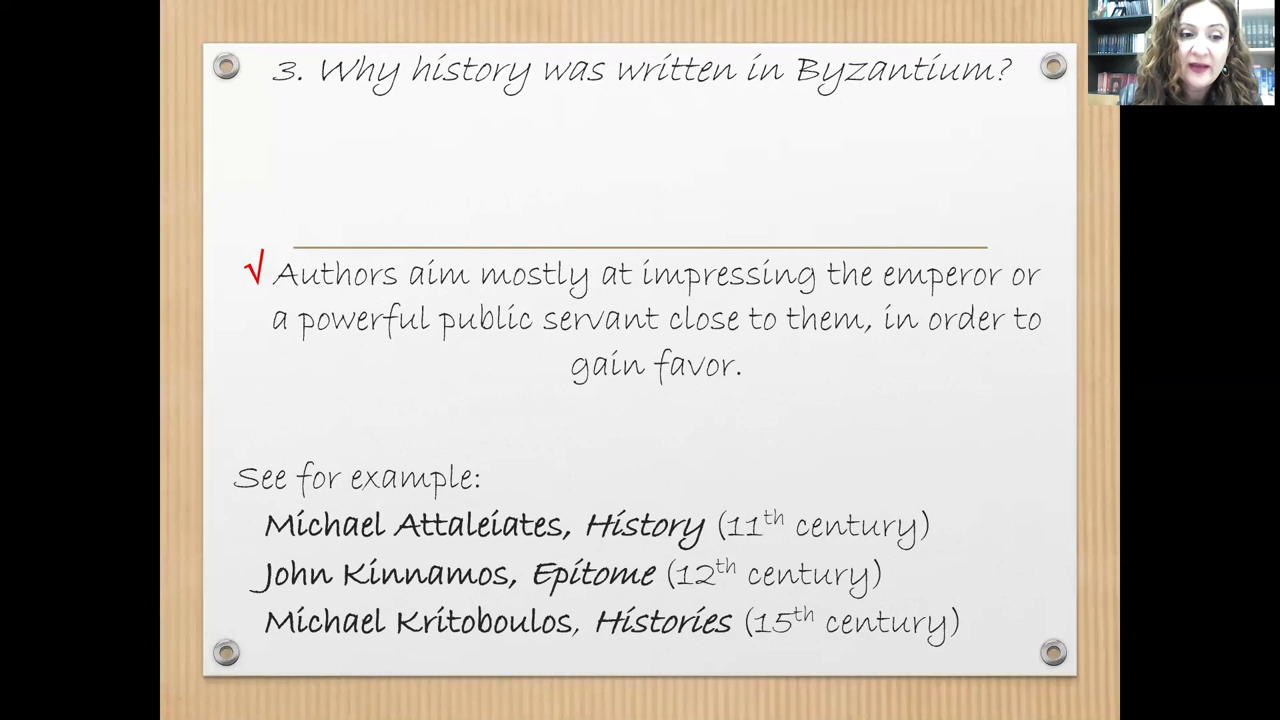 3. Why history was written in Byzantium?
√ Authors aim mostly at impressing the emperor or
a powerful public servant close to them, in order to
gain favor.
See for example:
Michael Attaleiates, History (11th century)
John Kinnamos, Epitome (12th century)
Michael Kritoboulos, Histories (15th century)